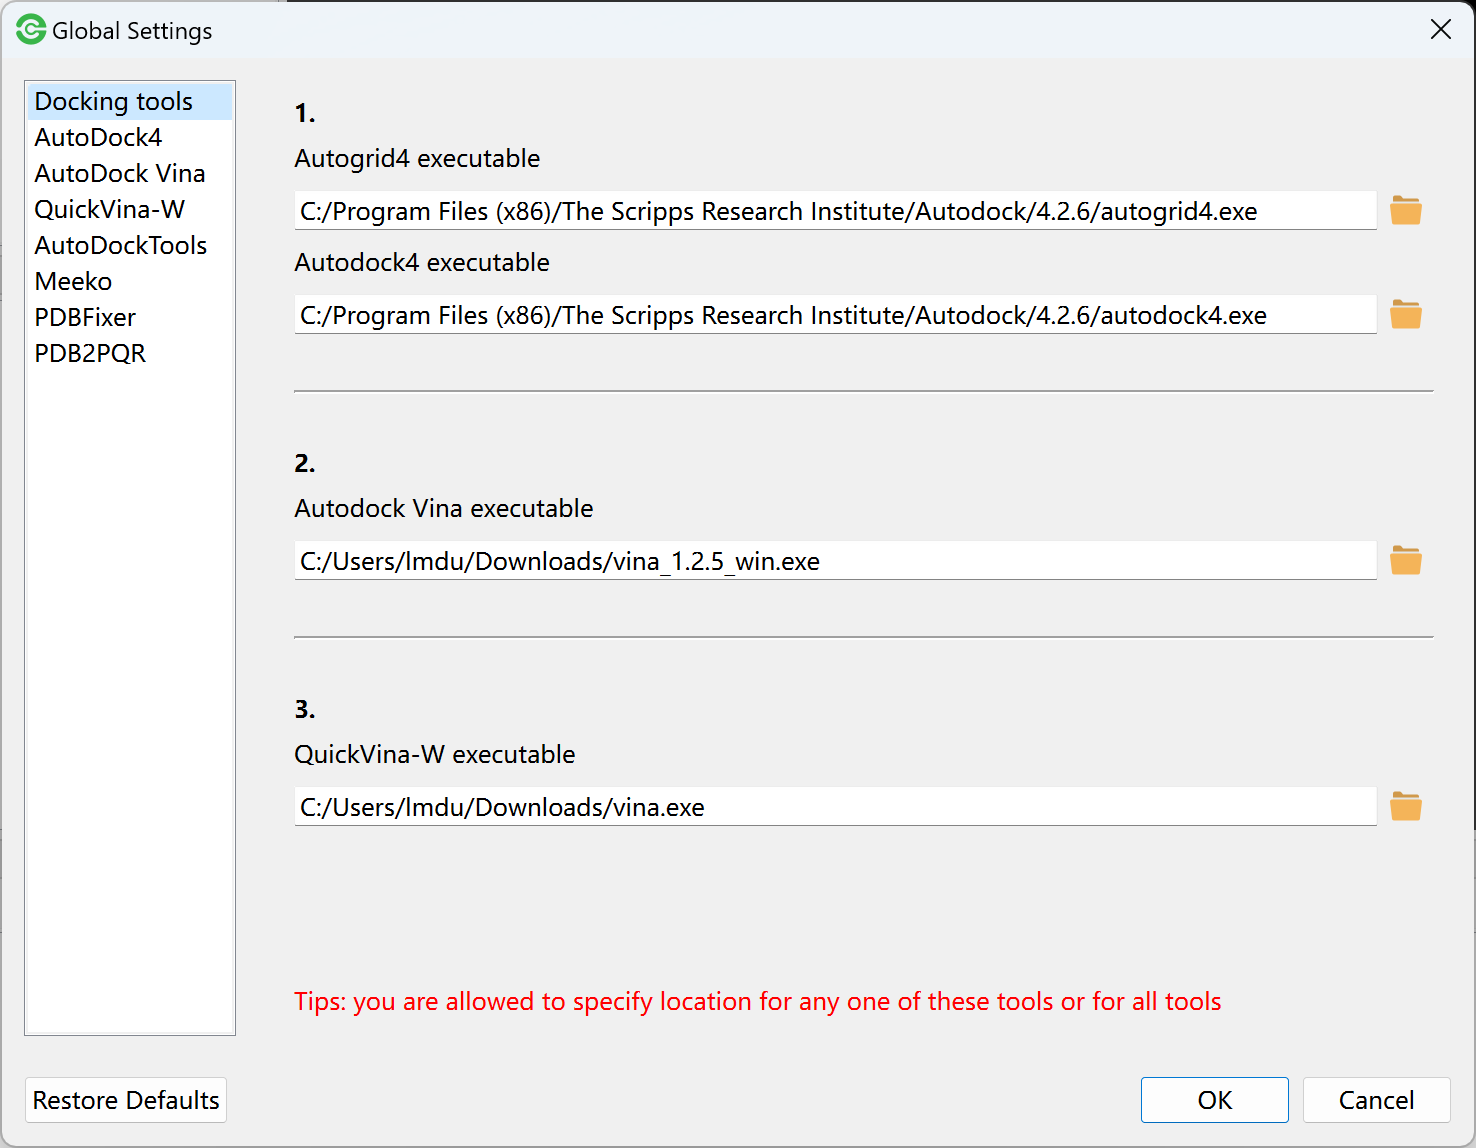 Global Settings
Docking tools
AutoDock4
AutoDock Vina
QuickVina-W
AutoDockTools
Meeko
PDBFixer
PDB2PQR
1.
Autogrid4 executable
C:/Program Files (x86)/The Scripps Research Institute/Autodock/4.2.6/autogrid4.exe
Autodock4 executable
C:/Program Files (x86)/The Scripps Research Institute/Autodock/4.2.6/autodock4.exe
2.
Autodock Vina executable
C:/Users/lmdu/Downloads/vina_1.2.5_win.exe
3.
QuickVina-W executable
C:/Users/lmdu/Downloads/vina.exe
Tips: you are allowed to specify location for any one of these tools or for all tools
Restore Defaults
OK
Cancel